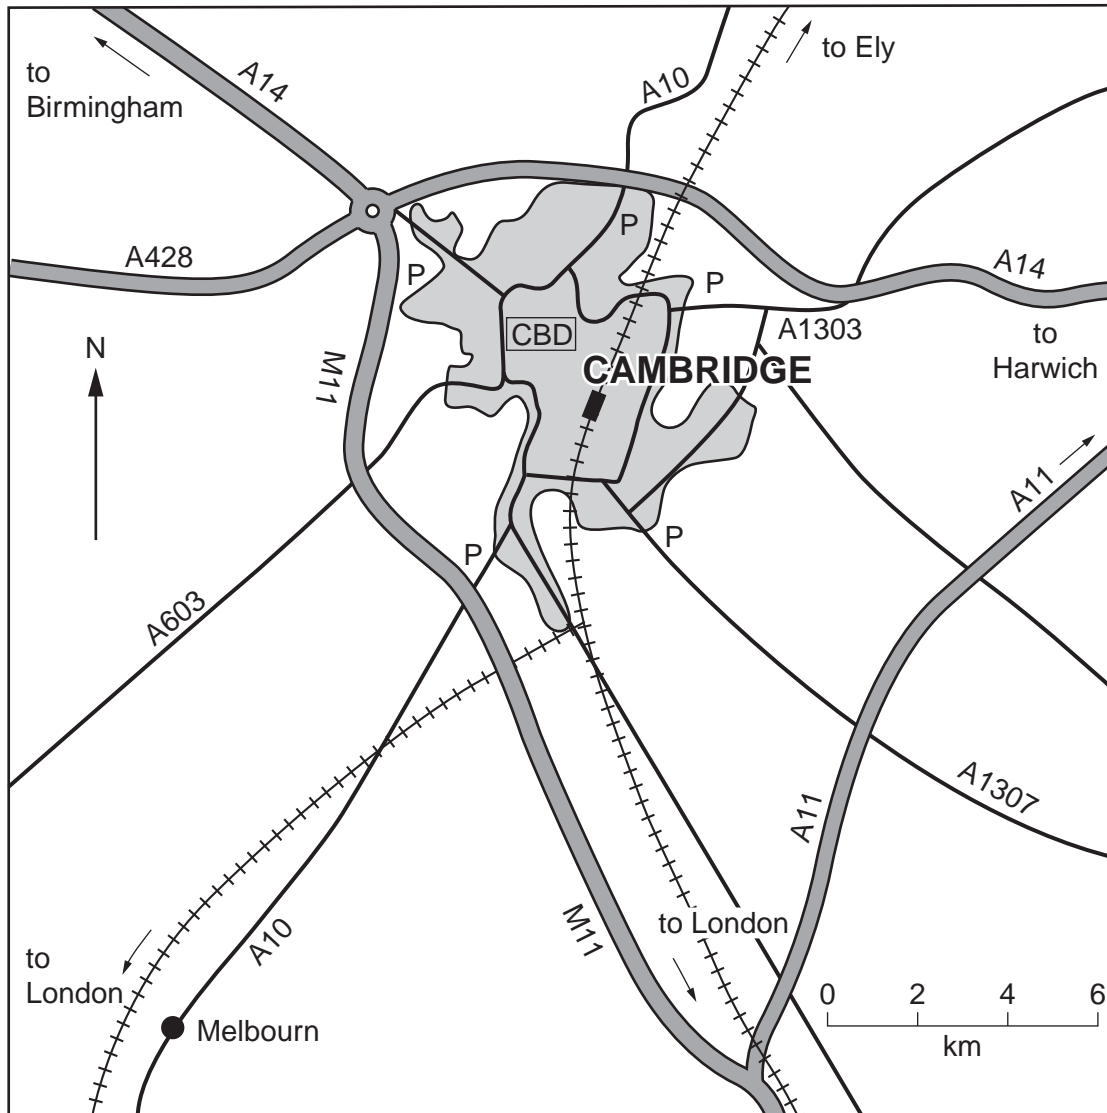 to Ely
A10
A14
to
Birmingham
P
A428
P
P
A14
A1303
CBD
to
Harwich
N
M11
CAMBRIDGE
A11
P
P
A603
A1307
A11
M11
to London
A10
to
London
Melbourn
0 2 4 6
km